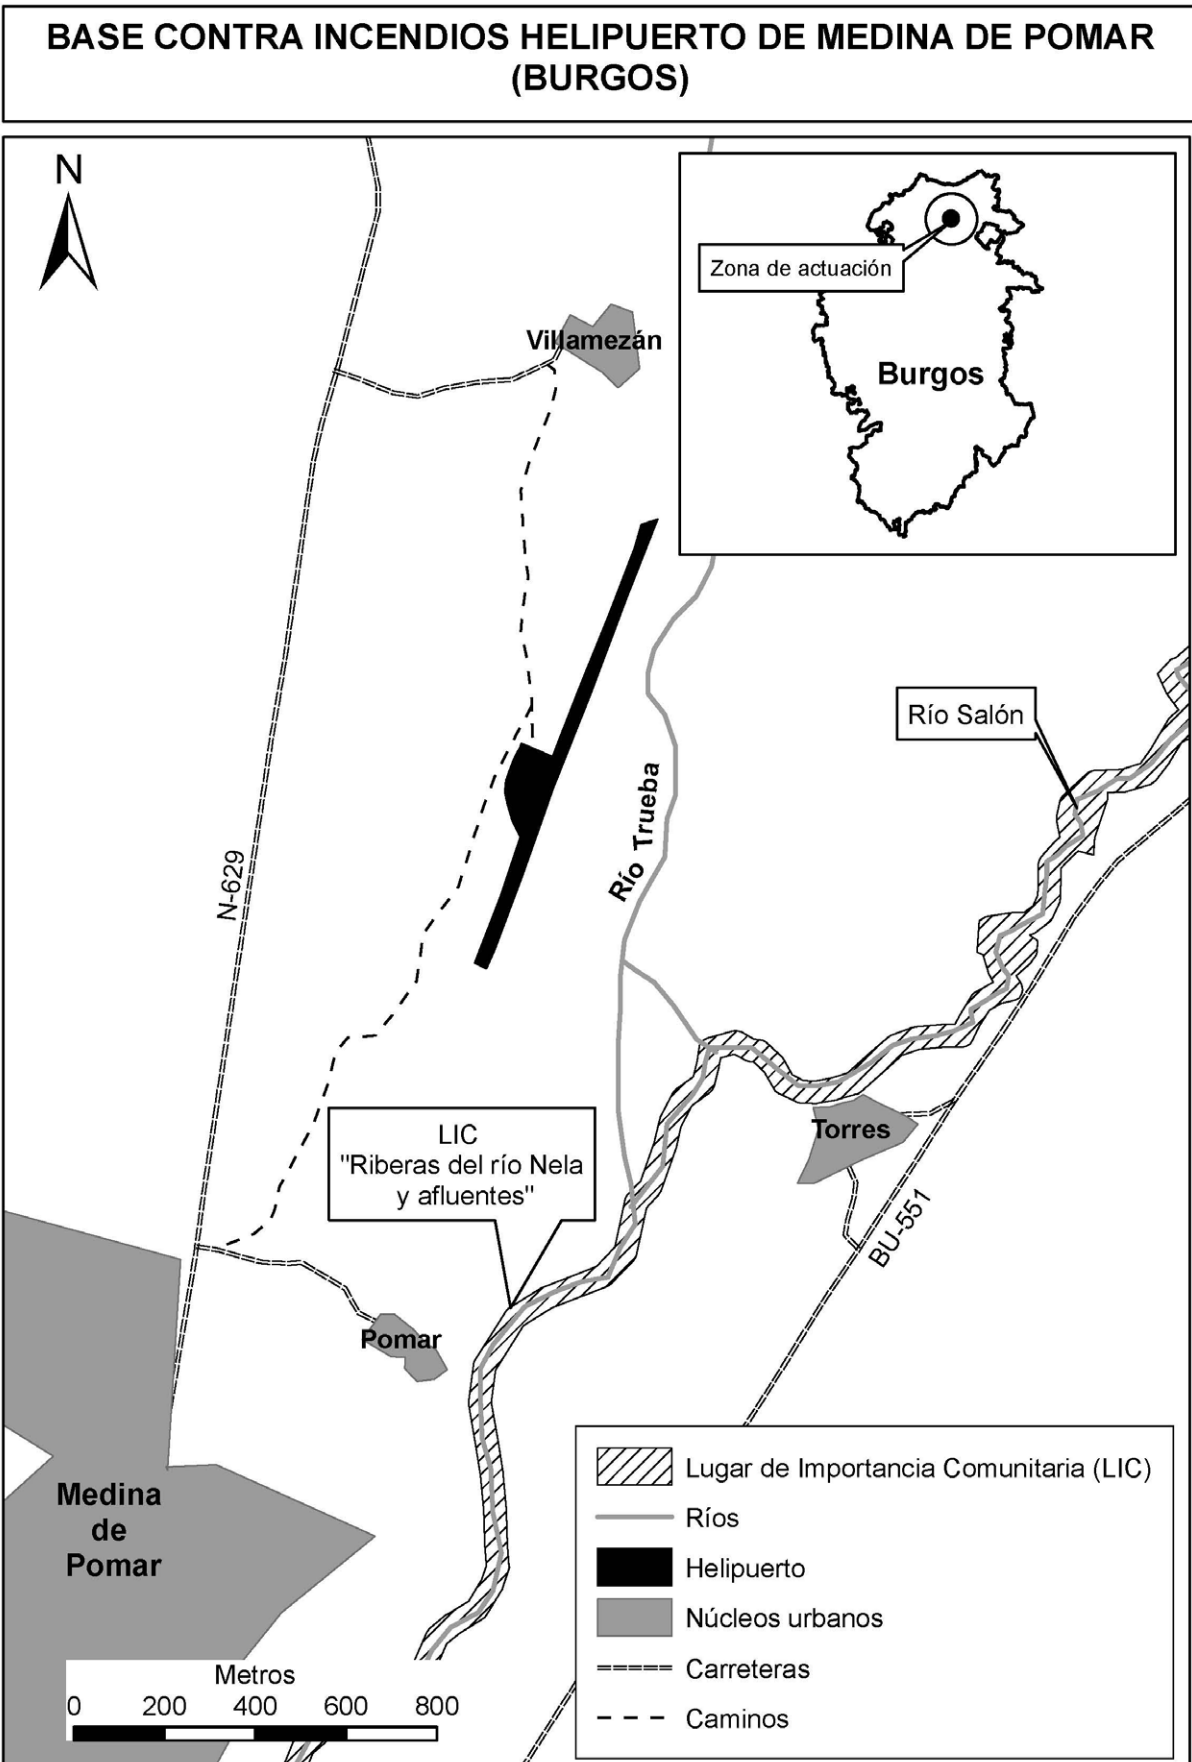 BASE CONTRA INCENDIOS HELIPUERTO DE MEDINA DE POMAR
(BURGOS)
N
Zona de actuación
Burgos
Villamezán
Río Salón
Río Trueba
N-629
LIC
"Riberas del río Nela
y afluentes"
Torres
BU-551
Pomar
Medina
de
Pomar
Lugar de Importancia Comunitaria (LIC)
Ríos
Helipuerto
Núcleos urbanos
Carreteras
Caminos
Metros
0 200 400 600 800